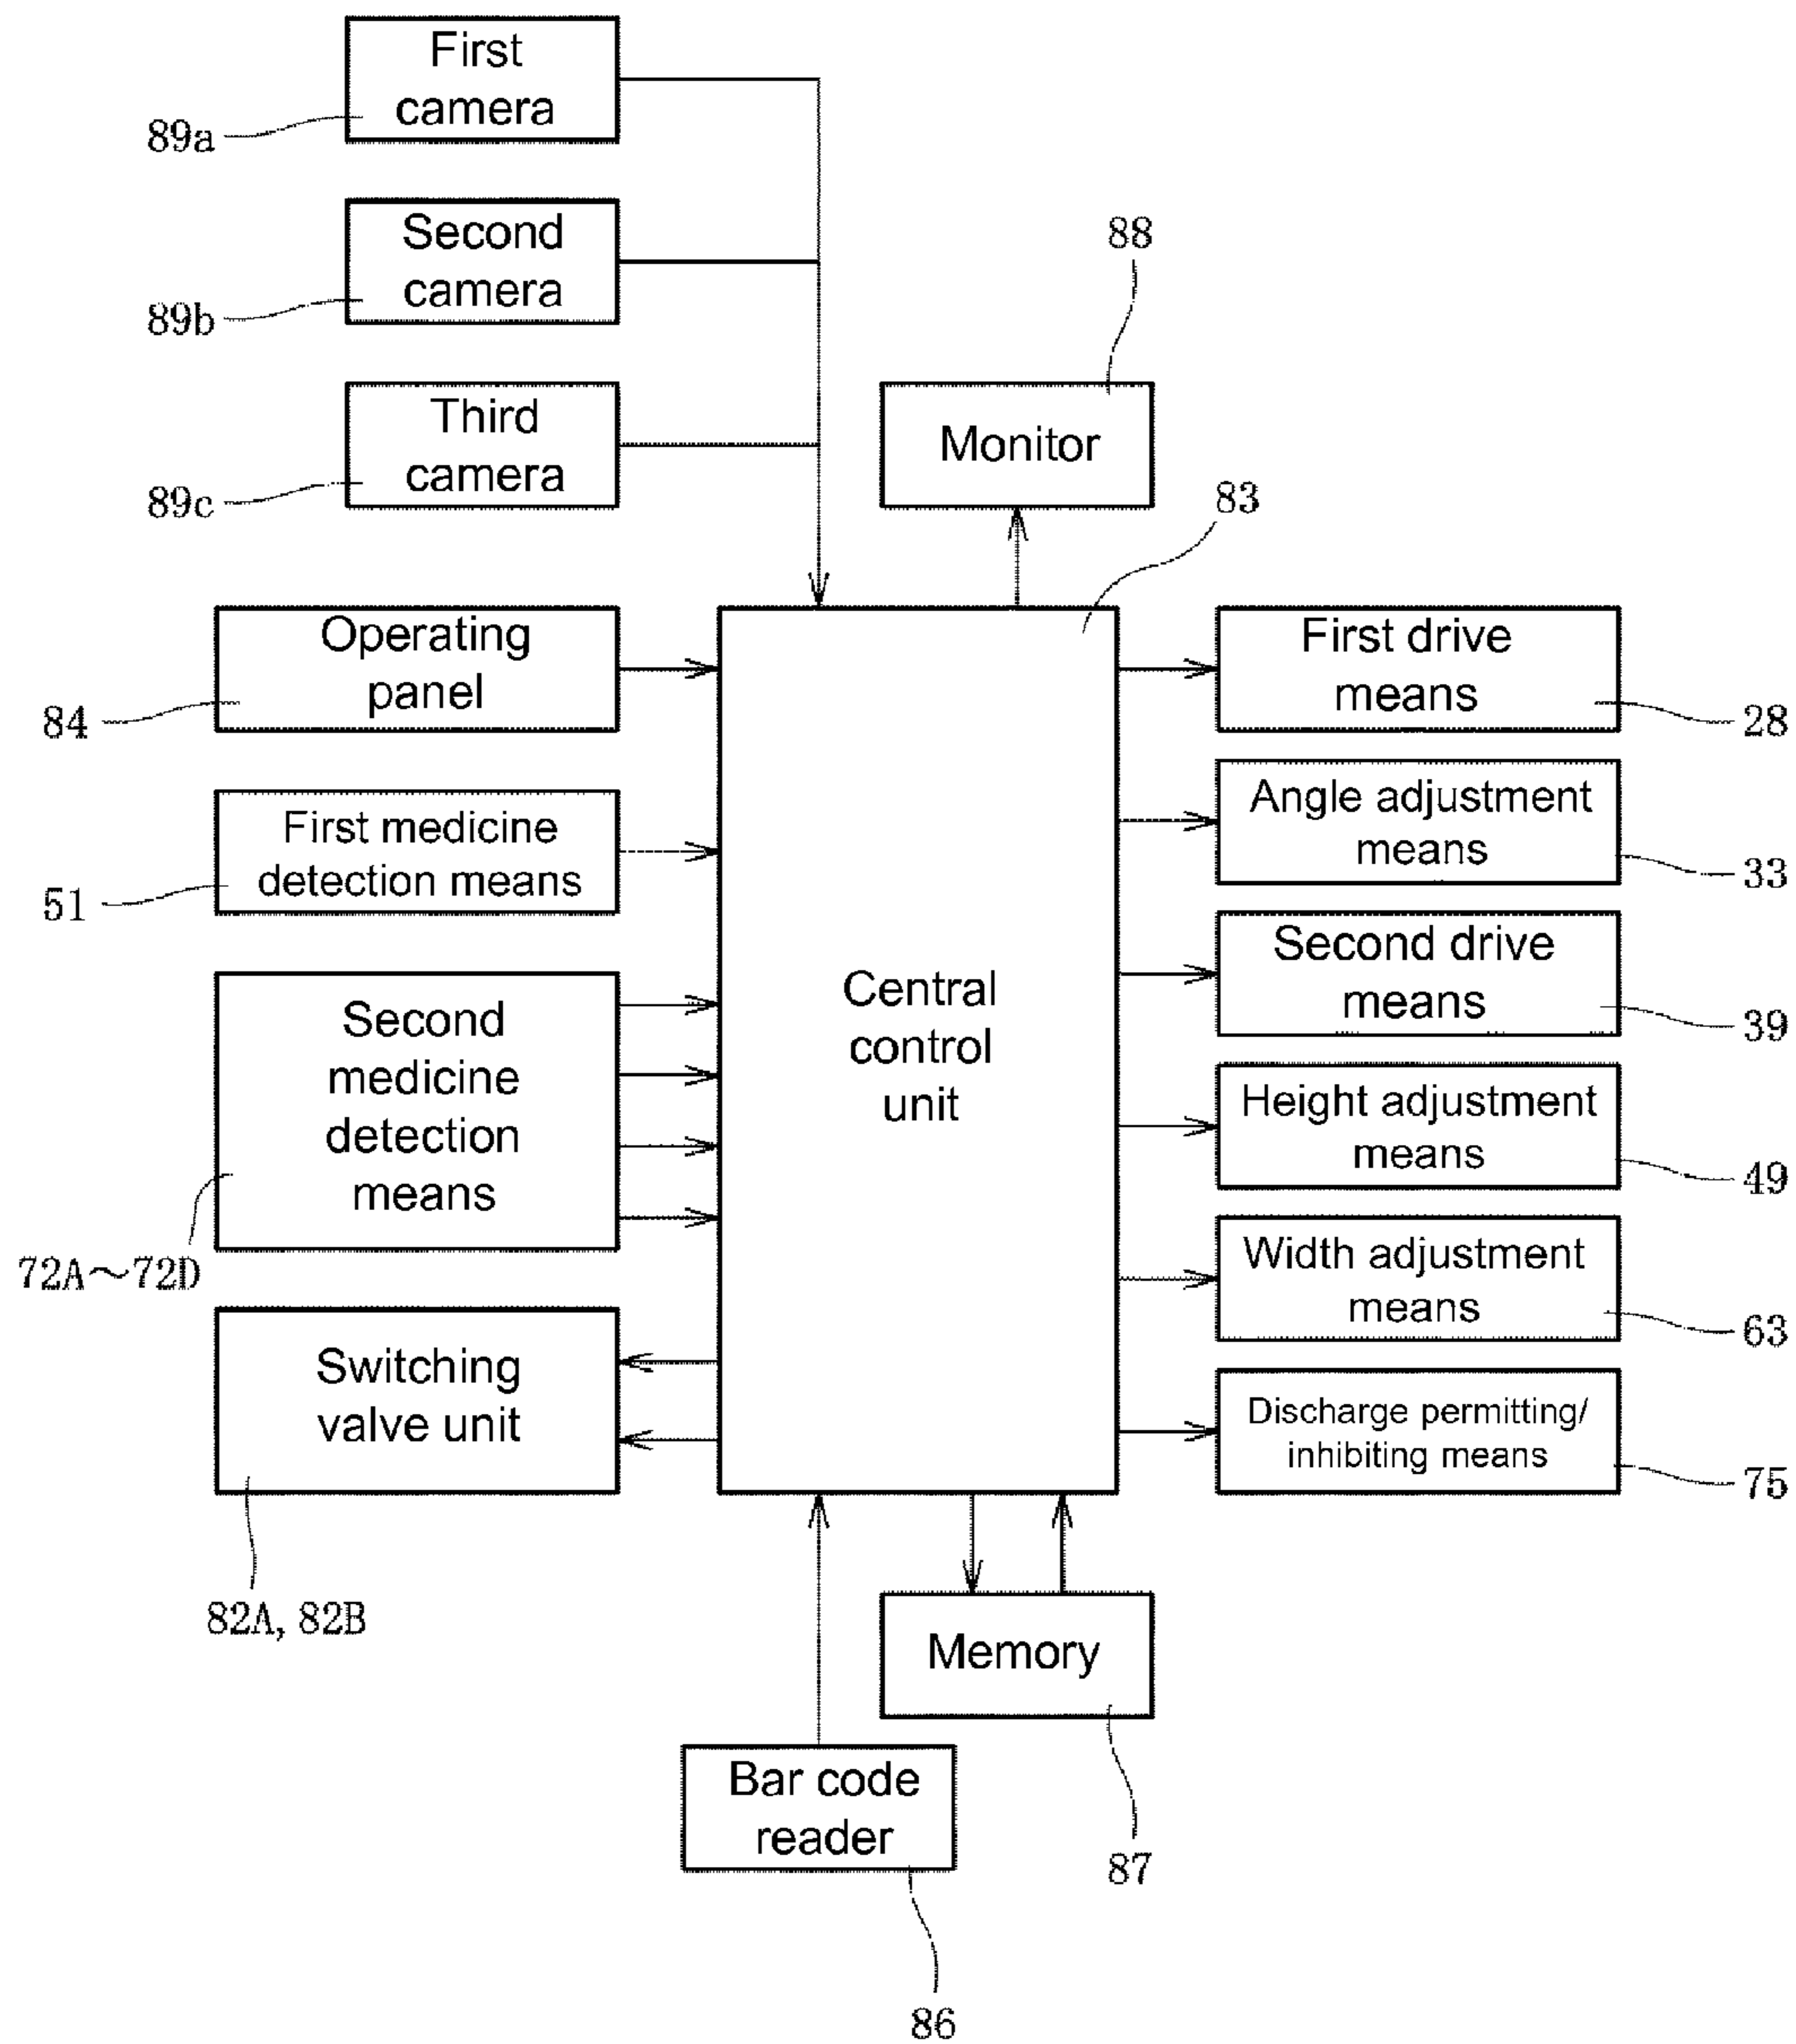 First
camera
89a
Second
camera
89b
88
Third
camera
89c
Monitor
83
Operating
panel
84
First drive
means
28
First medicine
detection means
51
Angle adjustment
means
33
Second
medicine
detection
means
72A~72D
Central
control
unit
Second drive
means
39
Height adjustment
means
49
Width adjustment
means
63
Switching
valve unit
82A, 82B
Discharge permitting/
inhibiting means
75
Memory
87
Bar code
reader
86